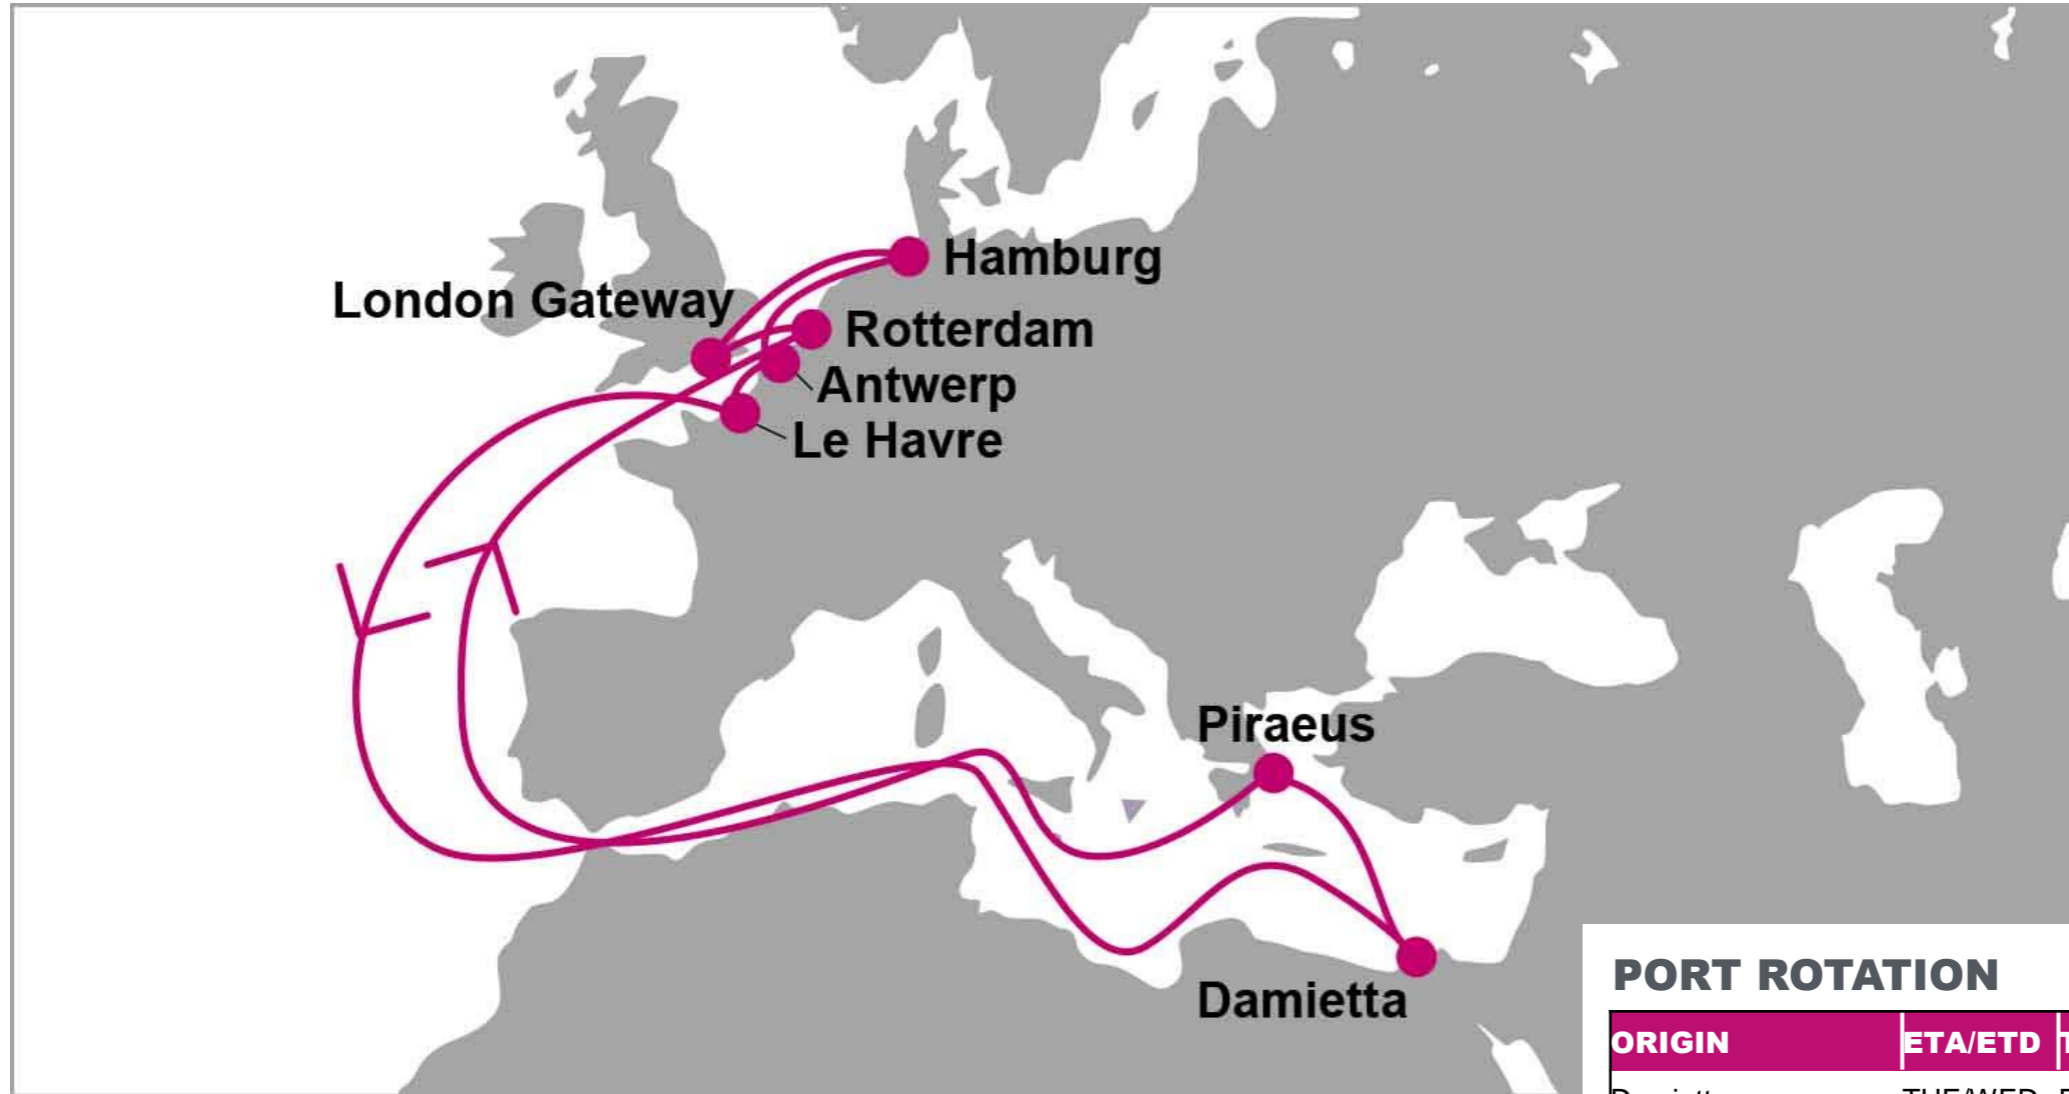 Hamburg
London Gateway
Rotterdam
Antwerp
Le Havre
Piraeus
Damietta
PORT ROTATION
ORIGIN ETA/ETD